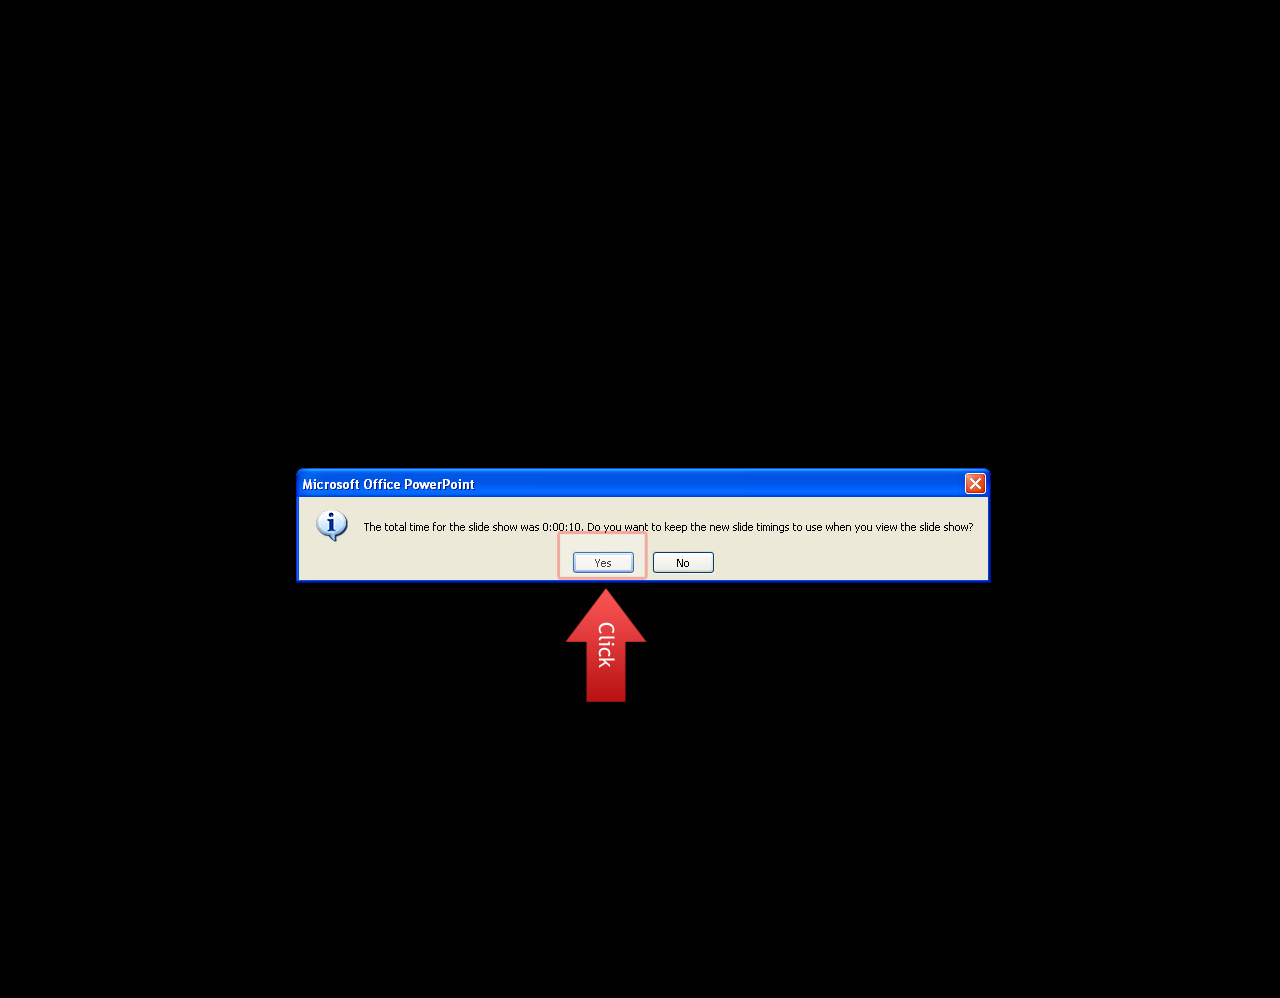 Microsoft Office PowerPoint
The total time for the slide show was 0:00:10. Do you want to keep the new slide timings to use when you view the slide show?
Yes No
Click